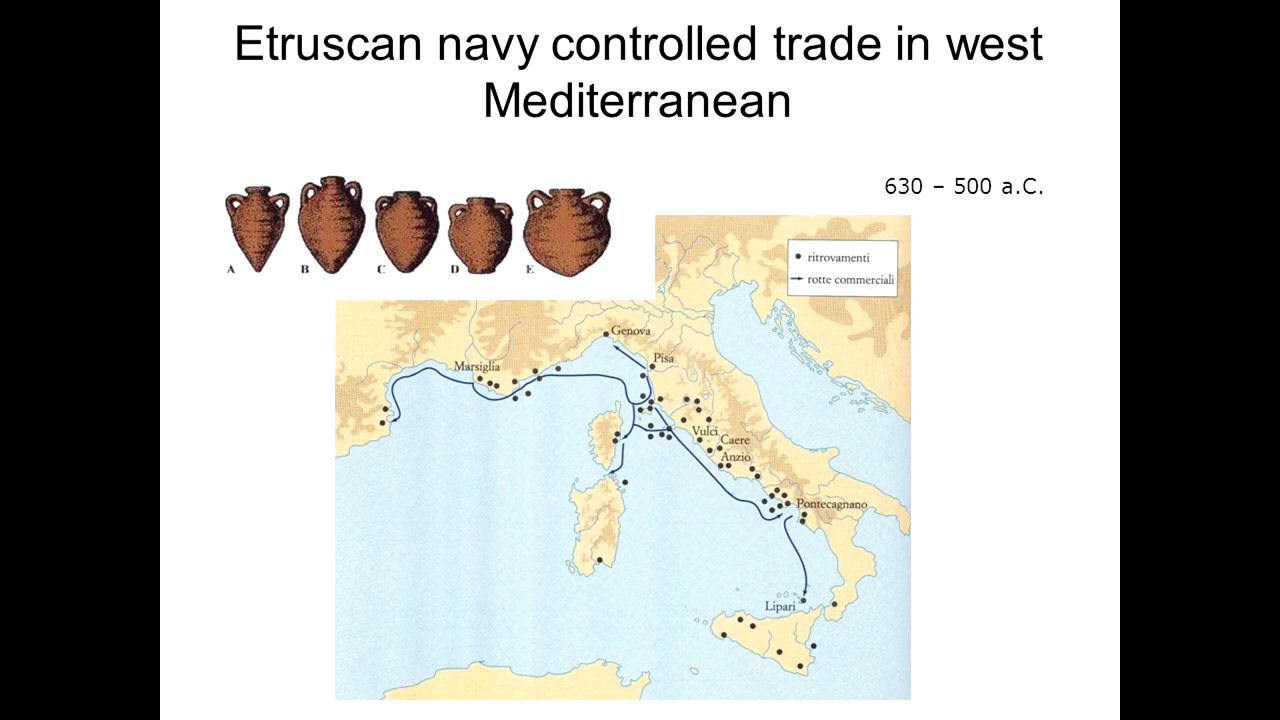 Etruscan navy controlled trade in west
Mediterranean
630 – 500 a.C.
A B C D E
ritrovamenti
rotte commerciali
Genova
Pisa
Marsiglia
Vulci
Caere
Anzio
Pontecagnano
Lipari